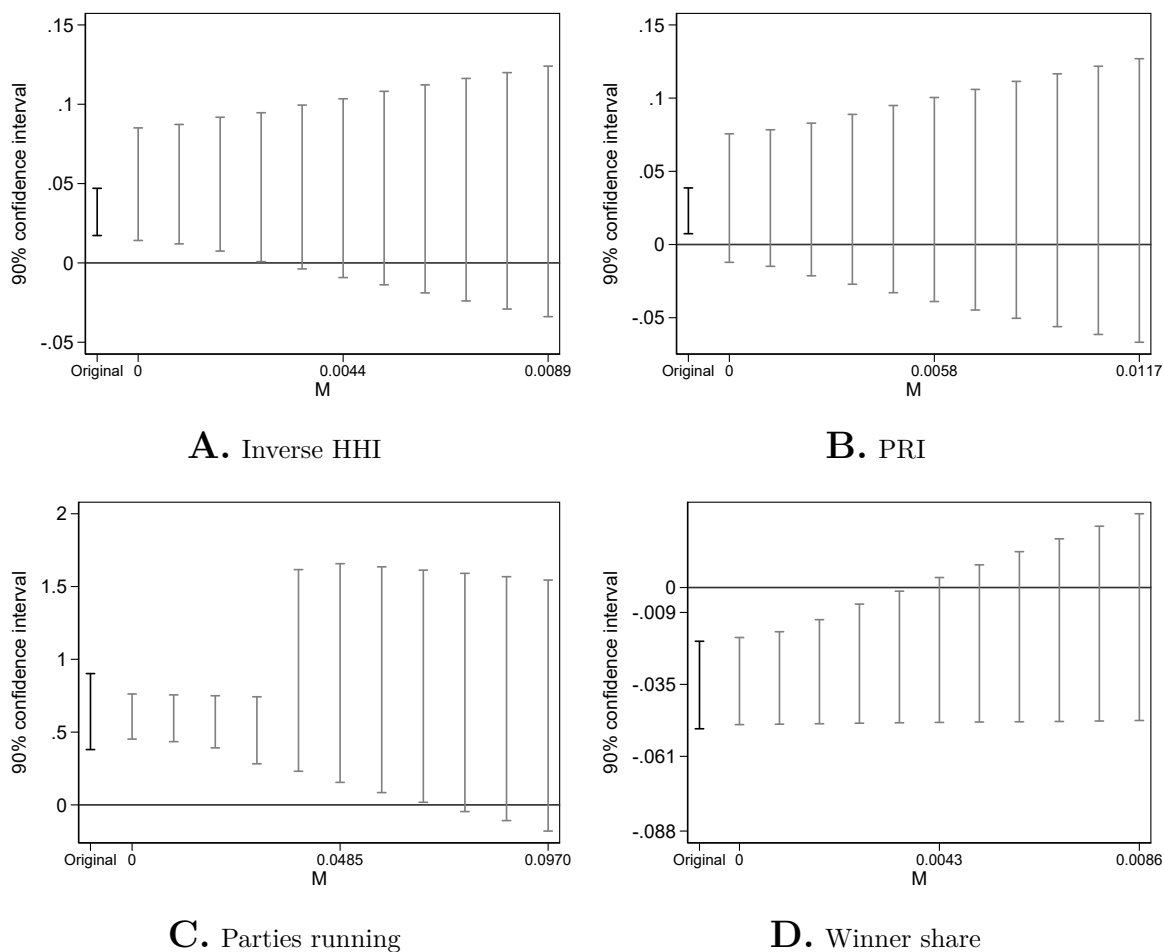 90% confidence interval
.15
.1
.05
0
-.05
Original 0 0.0044 0.0089
M
A. Inverse HHI
90% confidence interval
.15
.1
.05
0
-.05
Original 0 0.0058 0.0117
M
B. PRI
90% confidence interval
2
1.5
1
.5
0
Original 0 0.0485 0.0970
M
C. Parties running
90% confidence interval
0
-.009
-.035
-.061
-.088
Original 0 0.0043 0.0086
M
D. Winner share